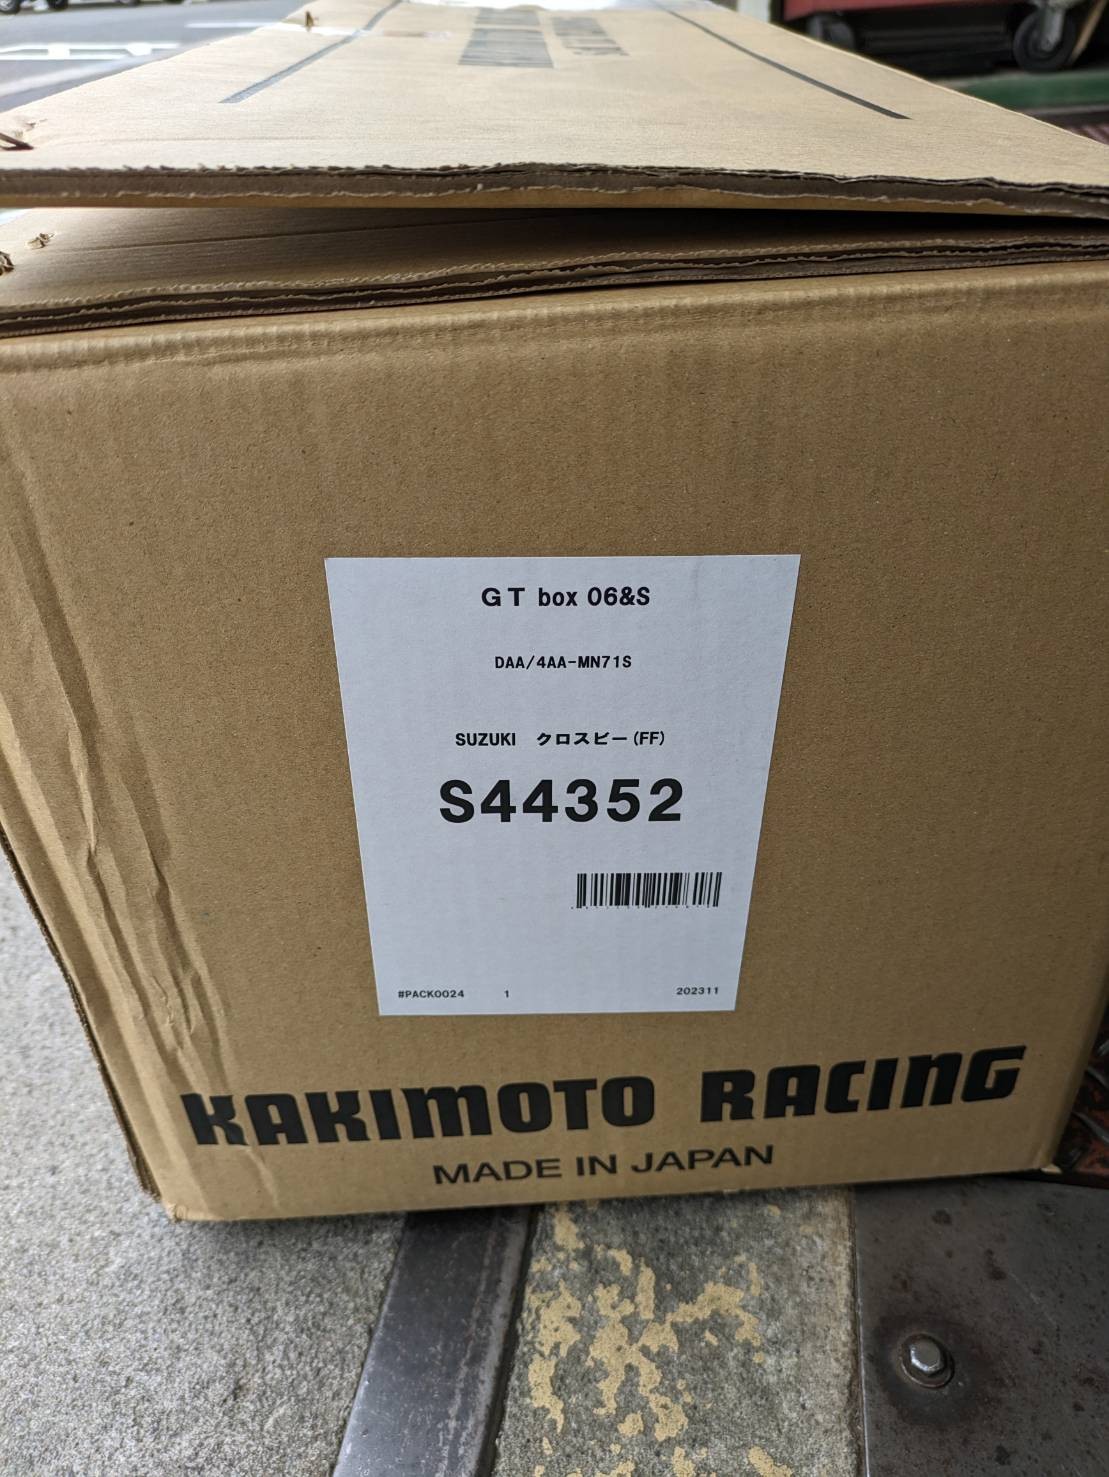 GT box 06&S
DAA/4AA-MN71S
SUZUKI クロスビー(FF)
S44352
#PACK0024 1 202311
KAKIMOTO RACING
MADE IN JAPAN